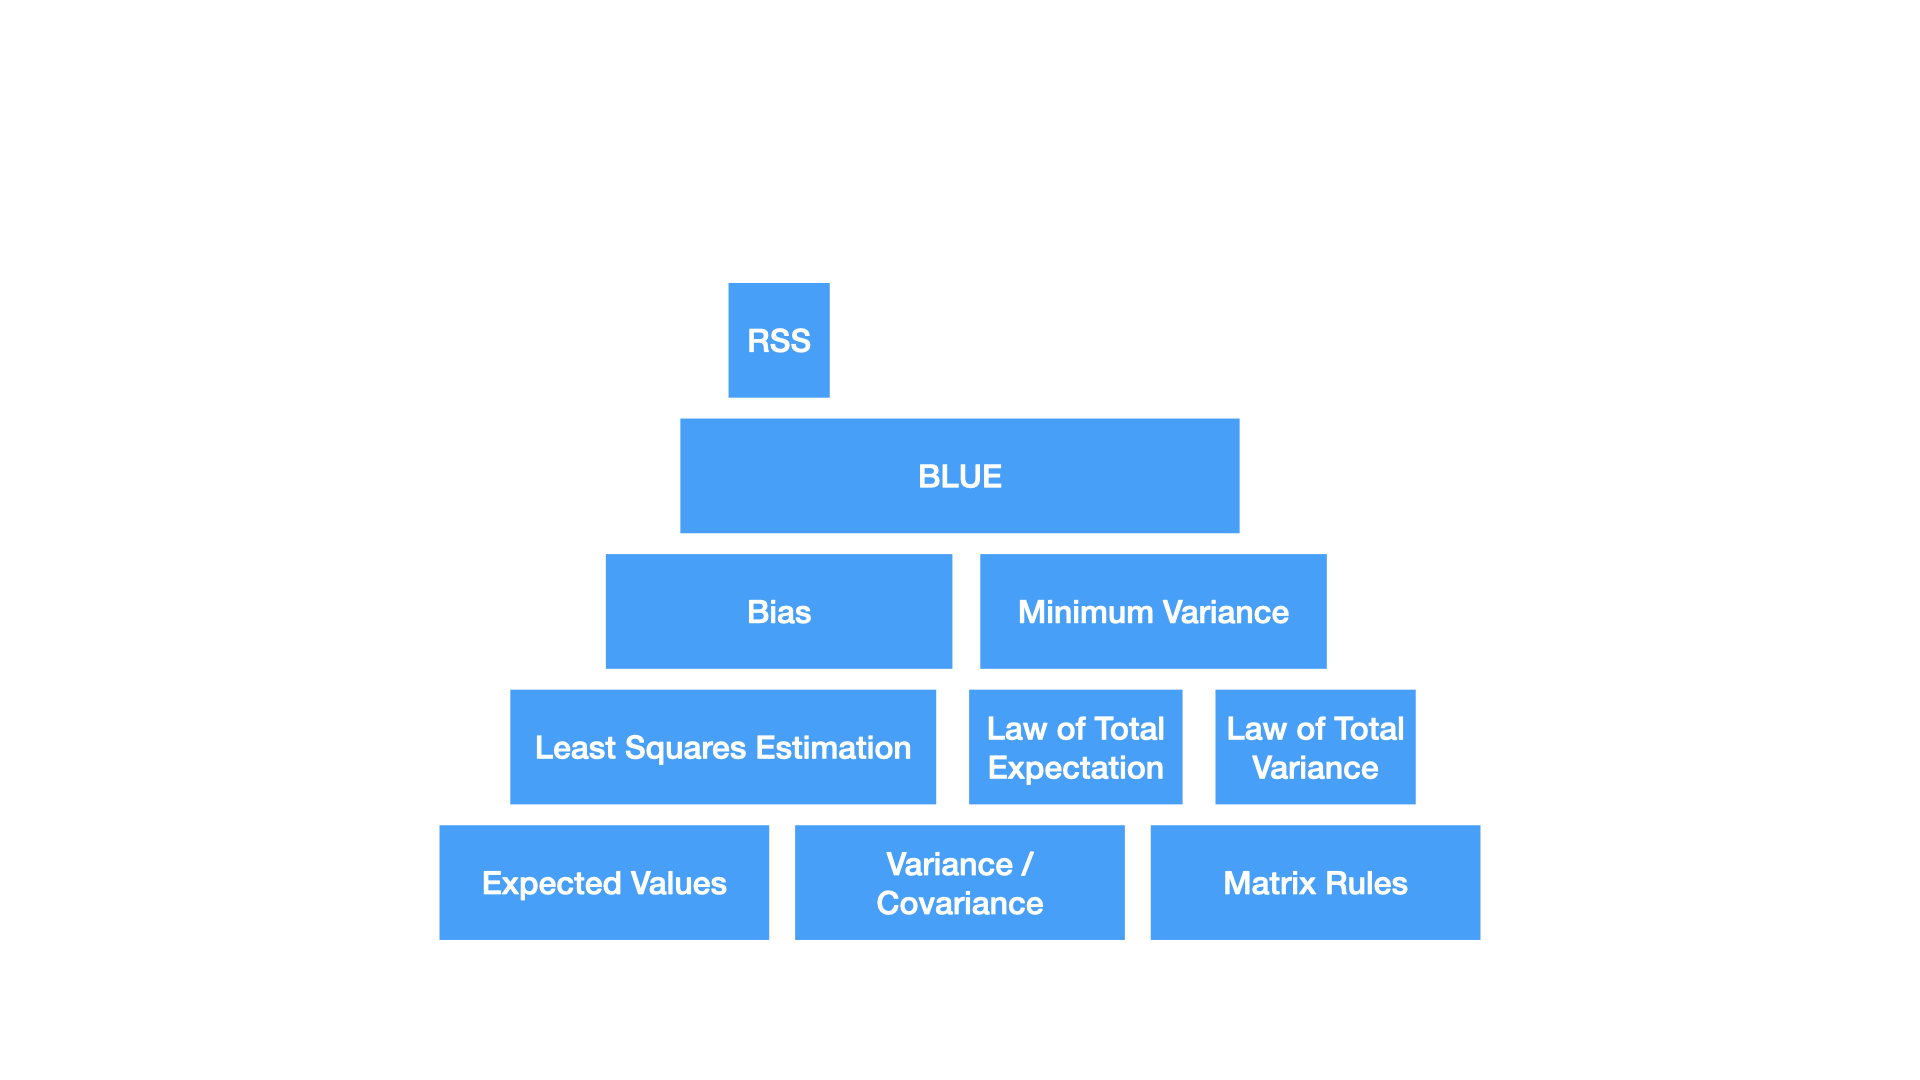 RSS
BLUE
Bias
Minimum Variance
Least Squares Estimation
Law of Total
Expectation
Law of Total
Variance
Expected Values
Variance /
Covariance
Matrix Rules